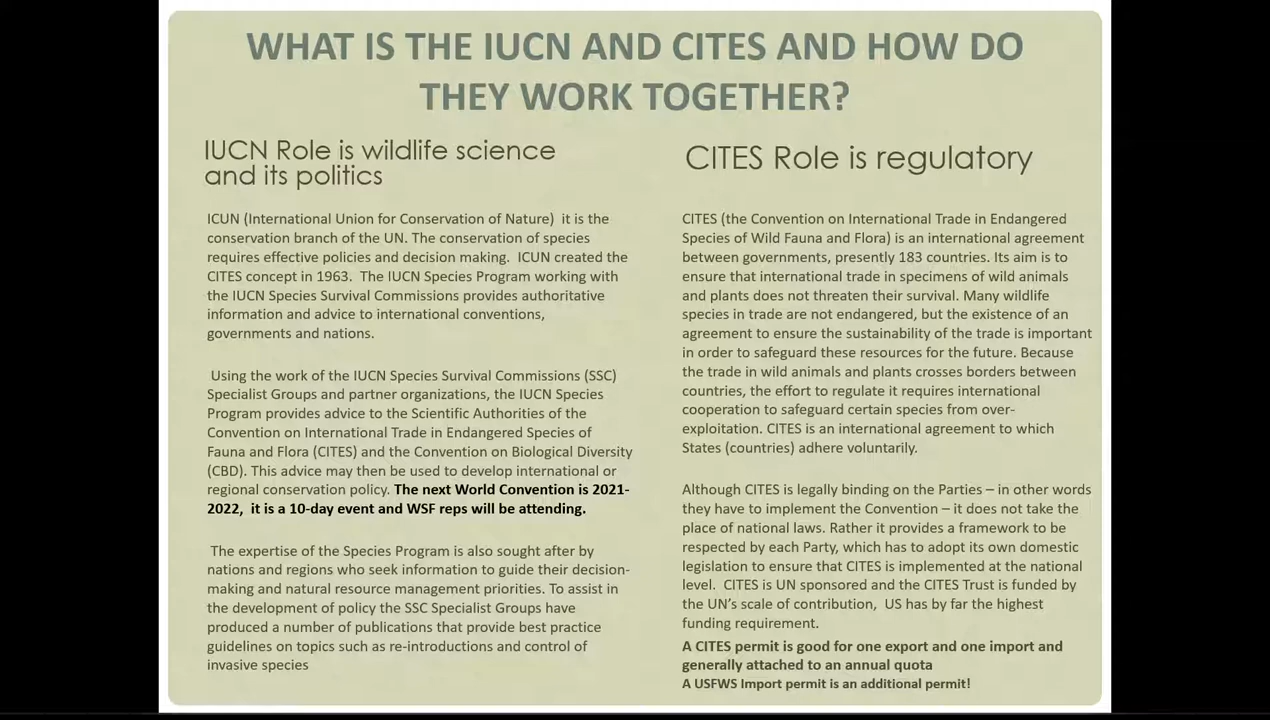 WHAT IS THE IUCN AND CITES AND HOW DO
THEY WORK TOGETHER?
IUCN Role is wildlife science
and its politics
ICUN (International Union for Conservation of Nature)  it is the
conservation branch of the UN. The conservation of species
requires effective policies and decision making.  ICUN created the
CITES concept in 1963.  The IUCN Species Program working with
the IUCN Species Survival Commissions provides authoritative
information and advice to international conventions,
governments and nations.
Using the work of the IUCN Species Survival Commissions (SSC)
Specialist Groups and partner organizations, the IUCN Species
Program provides advice to the Scientific Authorities of the
Convention on International Trade in Endangered Species of
Fauna and Flora (CITES) and the Convention on Biological Diversity
(CBD). This advice may then be used to develop international or
regional conservation policy. The next World Convention is 2021-
2022,  it is a 10-day event and WSF reps will be attending.
The expertise of the Species Program is also sought after by
nations and regions who seek information to guide their decision-
making and natural resource management priorities. To assist in
the development of policy the SSC Specialist Groups have
produced a number of publications that provide best practice
guidelines on topics such as re-introductions and control of
invasive species
CITES Role is regulatory
CITES (the Convention on International Trade in Endangered
Species of Wild Fauna and Flora) is an international agreement
between governments, presently 183 countries. Its aim is to
ensure that international trade in specimens of wild animals
and plants does not threaten their survival. Many wildlife
species in trade are not endangered, but the existence of an
agreement to ensure the sustainability of the trade is important
in order to safeguard these resources for the future. Because
the trade in wild animals and plants crosses borders between
countries, the effort to regulate it requires international
cooperation to safeguard certain species from over-
exploitation. CITES is an international agreement to which
States (countries) adhere voluntarily.
Although CITES is legally binding on the Parties – in other words
they have to implement the Convention – it does not take the
place of national laws. Rather it provides a framework to be
respected by each Party, which has to adopt its own domestic
legislation to ensure that CITES is implemented at the national
level.  CITES is UN sponsored and the CITES Trust is funded by
the UN's scale of contribution,  US has by far the highest
funding requirement.
A CITES permit is good for one export and one import and
generally attached to an annual quota
A USFWS Import permit is an additional permit!